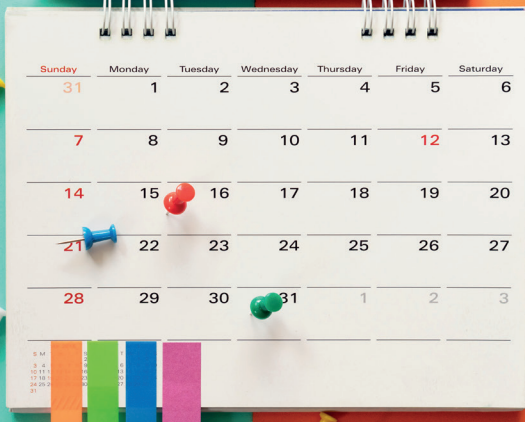 Sunday Monday Tuesday Wednesday Thursday Friday Saturday
31 1 2 3 4 5 6
7 8 9 10 11 12 13
14 15 16 17 18 19 20
21 22 23 24 25 26 27
28 29 30 31 1 2 3
S M